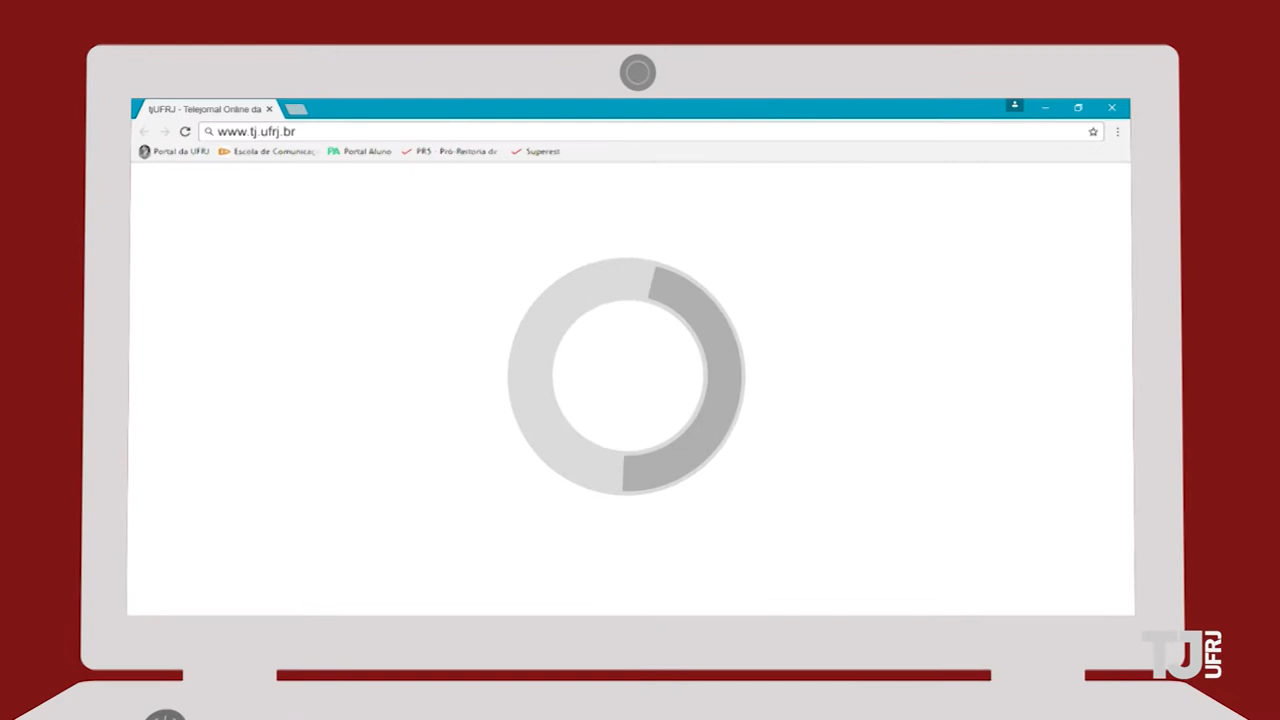 tjUFRJ - Telejornal Online da
www.tj.ufrj.br
Portal da UFRJ Escola de Comunicaç PA Portal Aluno PR5 - Pró-Reitoria de Superest
TJ UFRJ